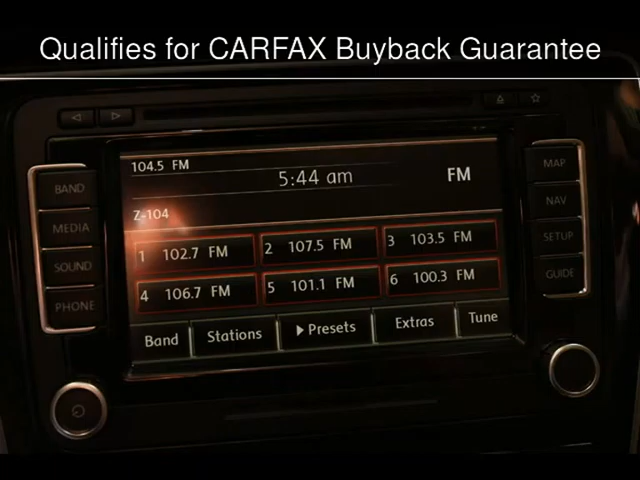 Qualifies for CARFAX Buyback Guarantee
104.5 FM
5:44 am
FM
Z-104
1 102.7 FM
2 107.5 FM
3 103.5 FM
4 106.7 FM
5 101.1 FM
6 100.3 FM
Band
Stations
Presets
Extras
Tune
BAND
MEDIA
SOUND
PHONE
MAP
NAV
SETUP
GUIDE